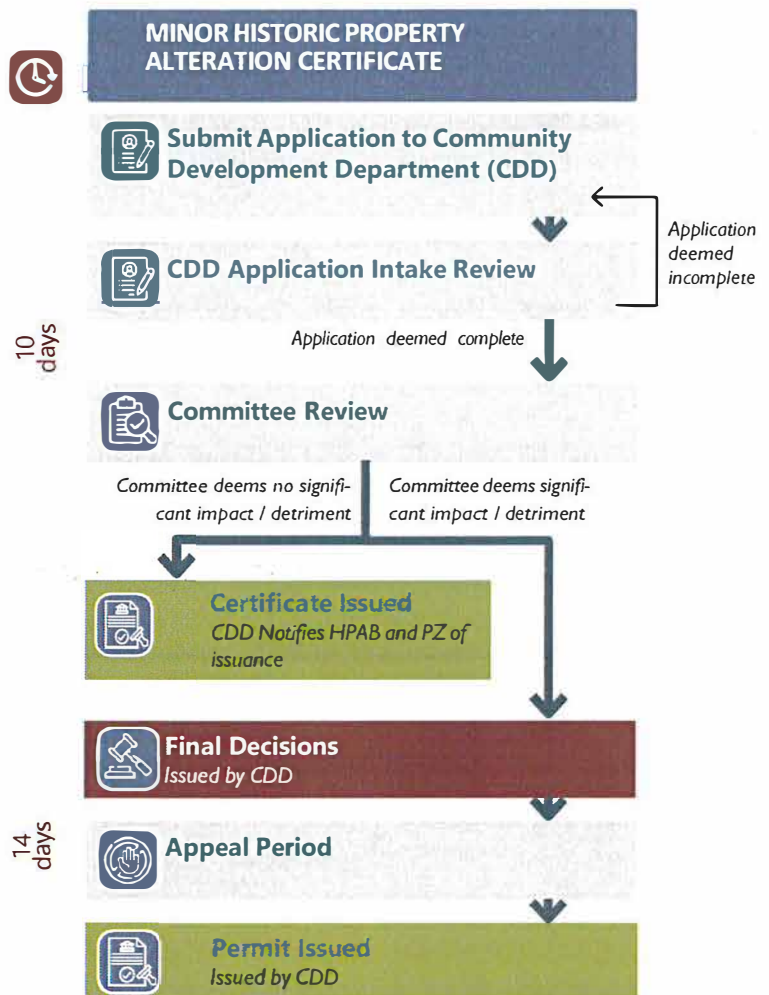 MINOR HISTORIC PROPERTY
ALTERATION CERTIFICATE
Submit Application to Community
Development Department (CDD)
Application
deemed
incomplete
CDD Application Intake Review
10
days
Application deemed complete
Committee Review
Committee deems no signifi-
cant impact / detriment
Committee deems signifi-
cant impact / detriment
Certificate Issued
CDD Notifies HPAB and PZ of
issuance
Final Decisions
Issued by CDD
14
days
Appeal Period
Permit Issued
Issued by CDD